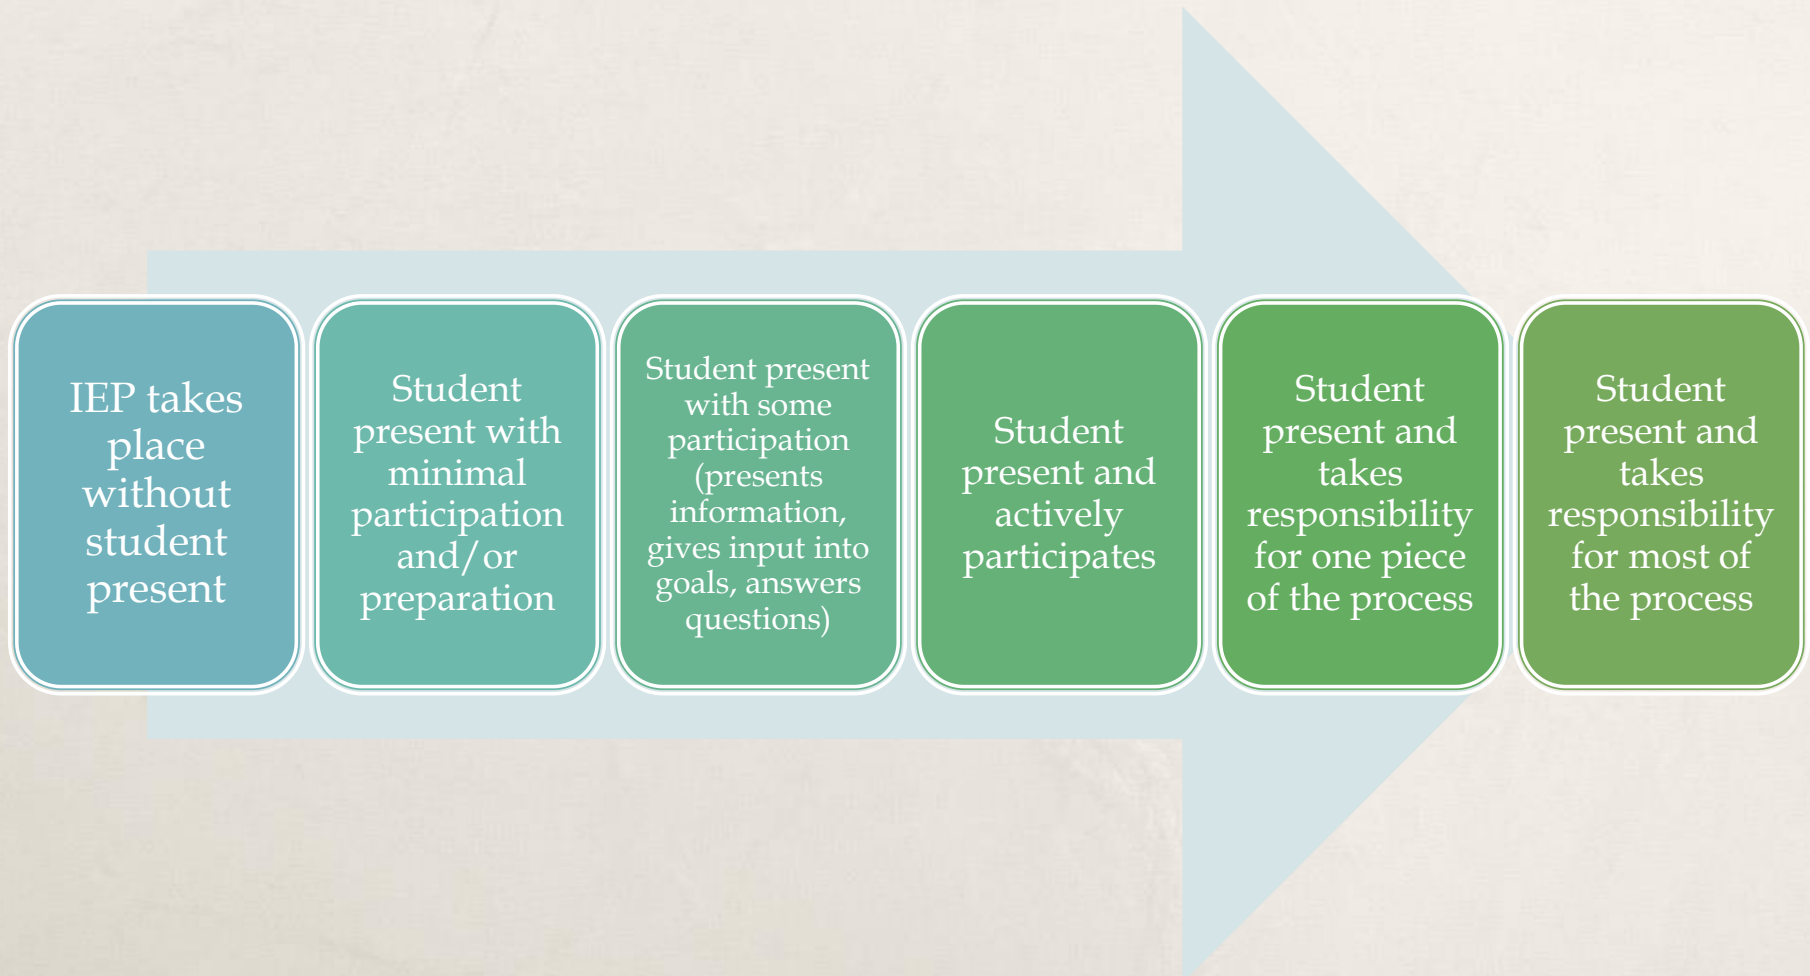 IEP takes
place
without
student
present
Student
present with
minimal
participation
and/or
preparation
Student present
with some
participation
(presents
information,
gives input into
goals, answers
questions)
Student
present and
actively
participates
Student
present and
takes
responsibility
for one piece
of the process
Student
present and
takes
responsibility
for most of
the process